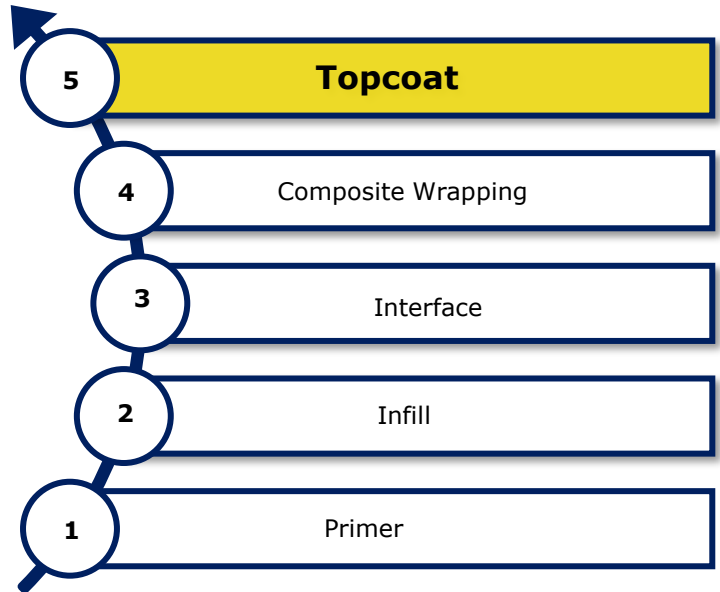 5 Topcoat
4 Composite Wrapping
3 Interface
2 Infill
1 Primer